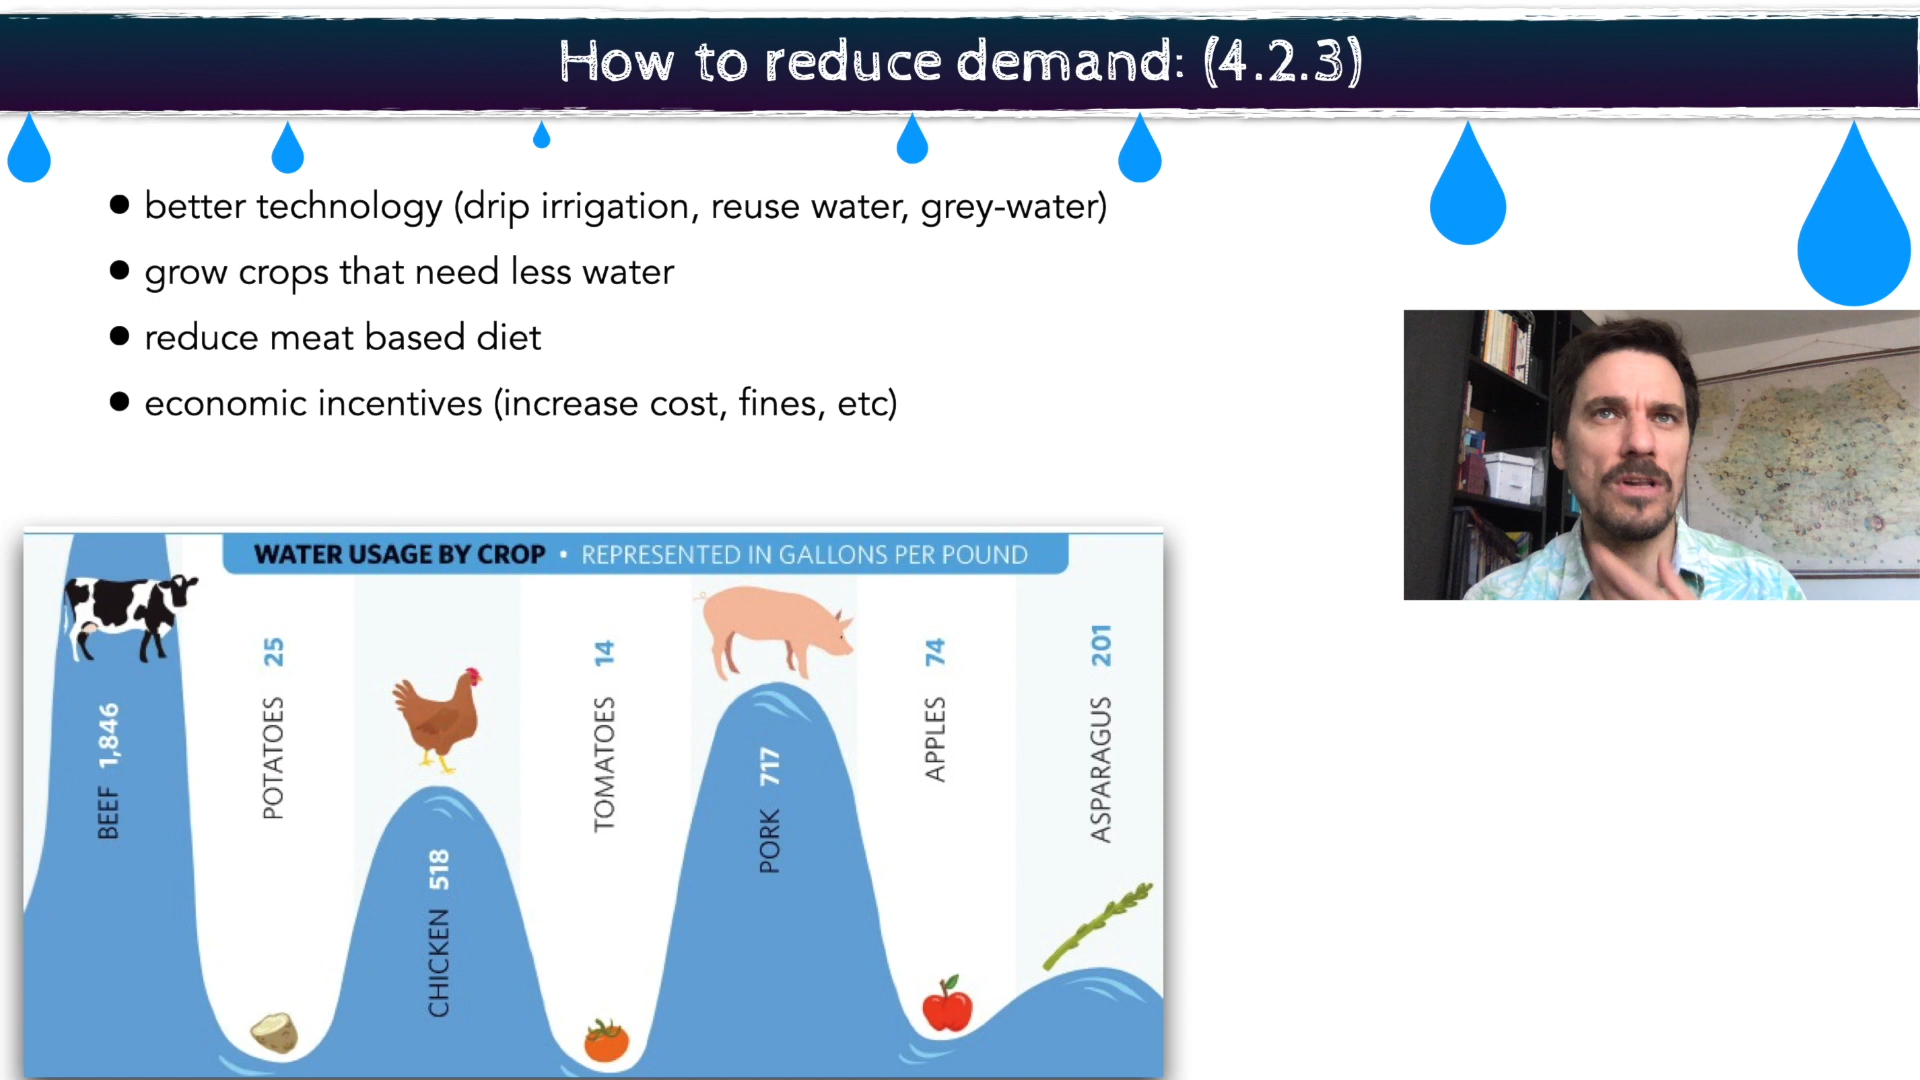 How to reduce demand: (4.2.3)
● better technology (drip irrigation, reuse water, grey-water)
● grow crops that need less water
● reduce meat based diet
● economic incentives (increase cost, fines, etc)
WATER USAGE BY CROP • REPRESENTED IN GALLONS PER POUND
BEEF 1,846
POTATOES 25
CHICKEN 518
TOMATOES 14
PORK 717
APPLES 74
ASPARAGUS 201